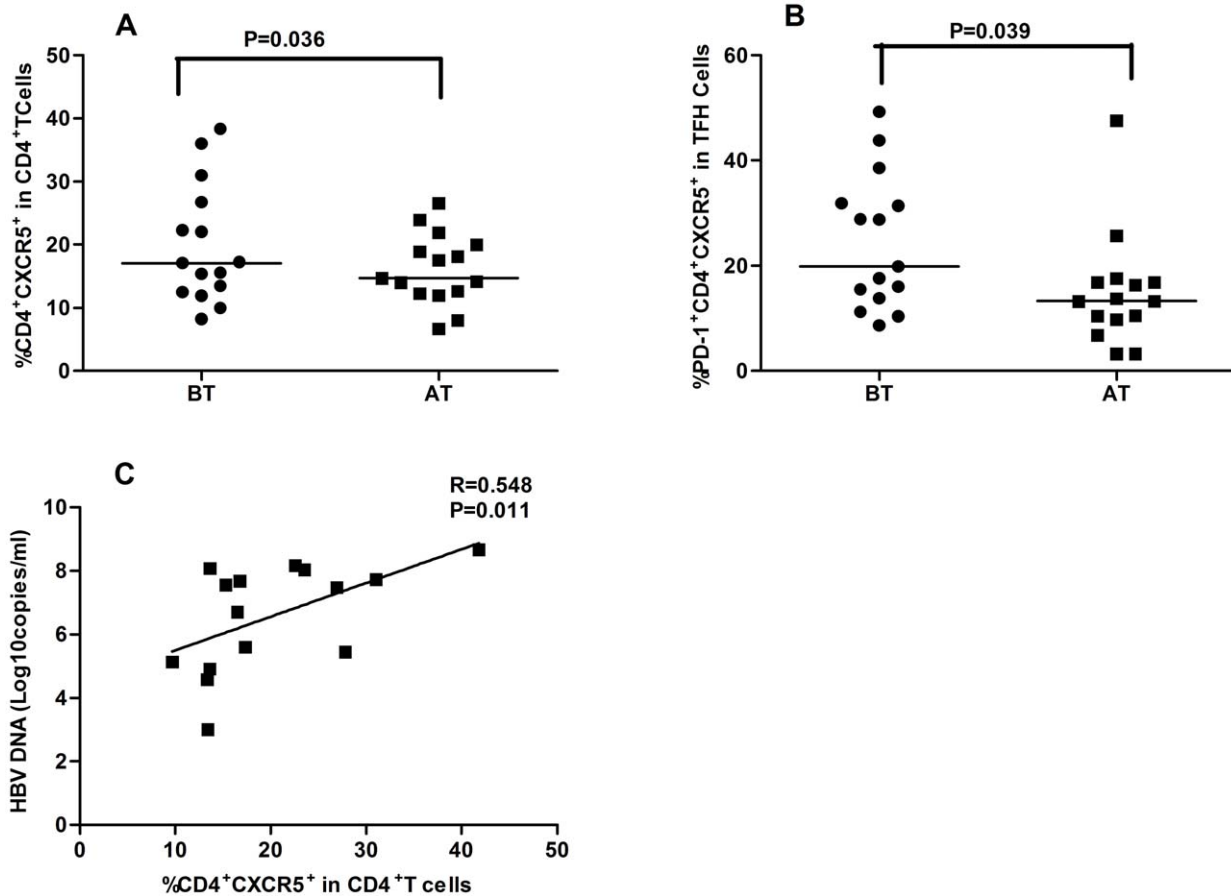 A
P=0.036
%CD4⁺CXCR5⁺ in CD4⁺TCells
50
40
30
20
10
0
BT
AT
B
P=0.039
%PD-1⁺CD4⁺CXCR5⁺ in TFH Cells
60
40
20
0
BT
AT
C
R=0.548
P=0.011
HBV DNA (Log10copies/ml)
10
8
6
4
2
0
0
10
20
30
40
50
%CD4⁺CXCR5⁺ in CD4⁺T cells